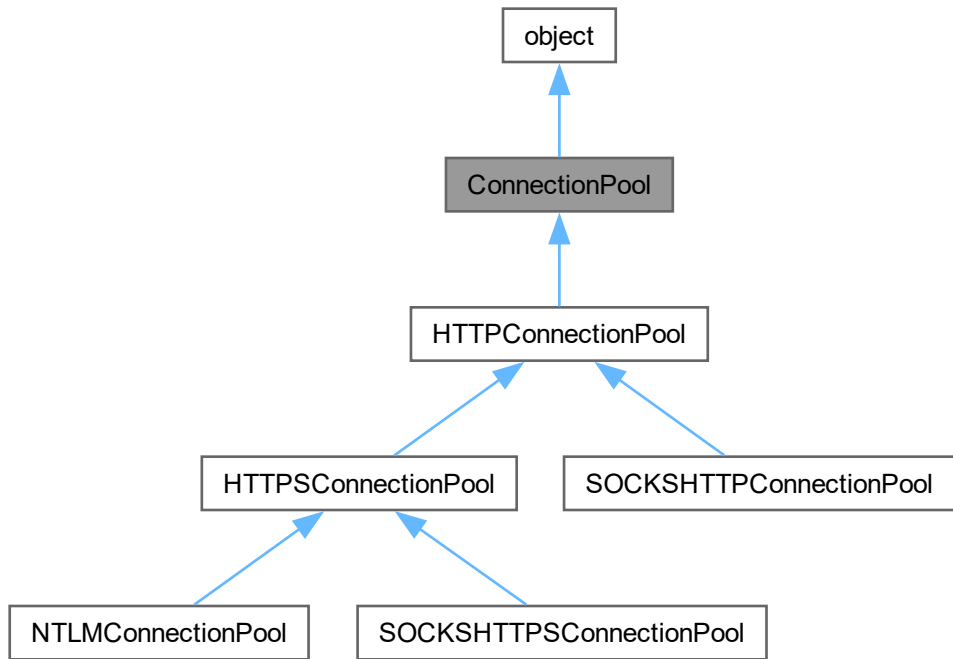 object
ConnectionPool
HTTPConnectionPool
HTTPSConnectionPool
SOCKSHTTPConnectionPool
NTLMConnectionPool
SOCKSHTTPSConnectionPool